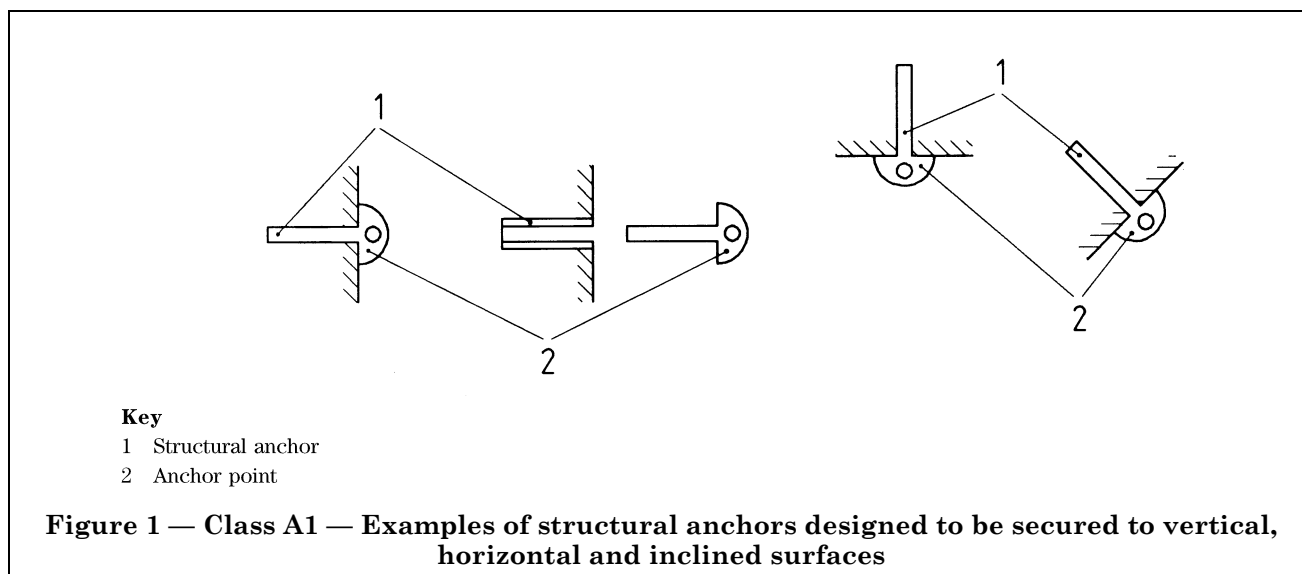 1
1
2
2
Key
1 Structural anchor
2 Anchor point
Figure 1 — Class A1 — Examples of structural anchors designed to be secured to vertical,
horizontal and inclined surfaces